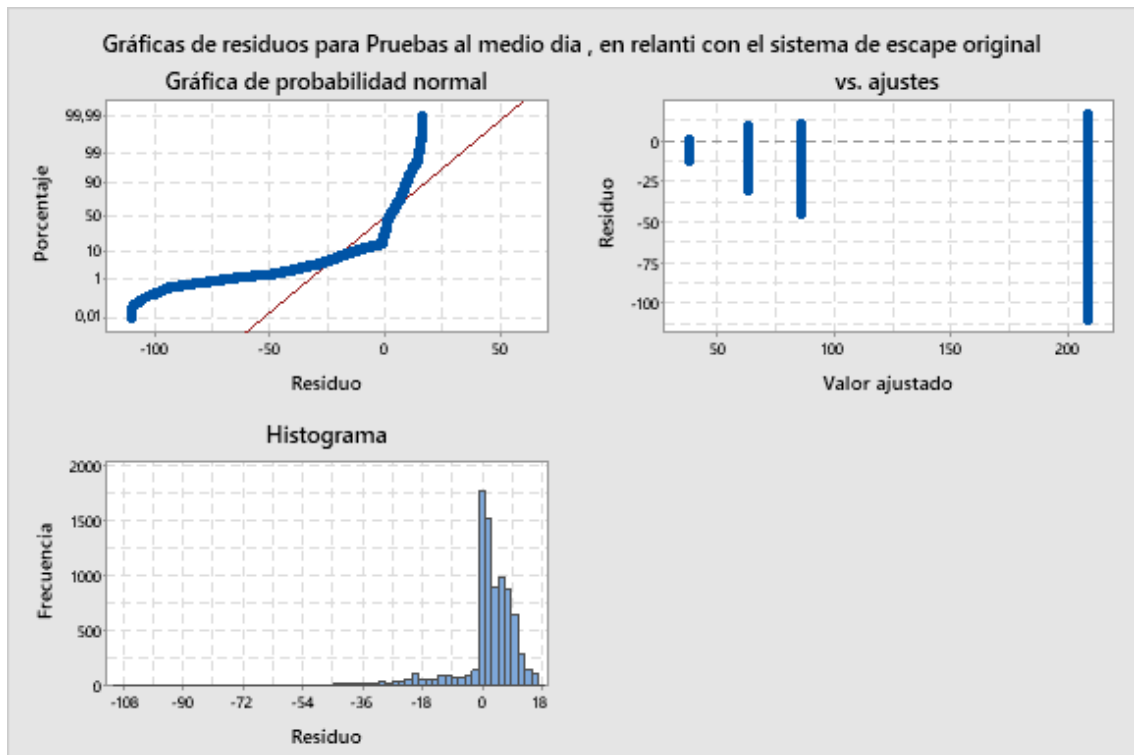 Gráficas de residuos para Pruebas al medio dia , en relanti con el sistema de escape original
Gráfica de probabilidad normal
99,99
99
90
50
10
1
0,01
Porcentaje
-100 -50 0 50
Residuo
vs. ajustes
0
-25
-50
-75
-100
Residuo
50 100 150 200
Valor ajustado
Histograma
2000
1500
1000
500
0
Frecuencia
-108 -90 -72 -54 -36 -18 0 18
Residuo